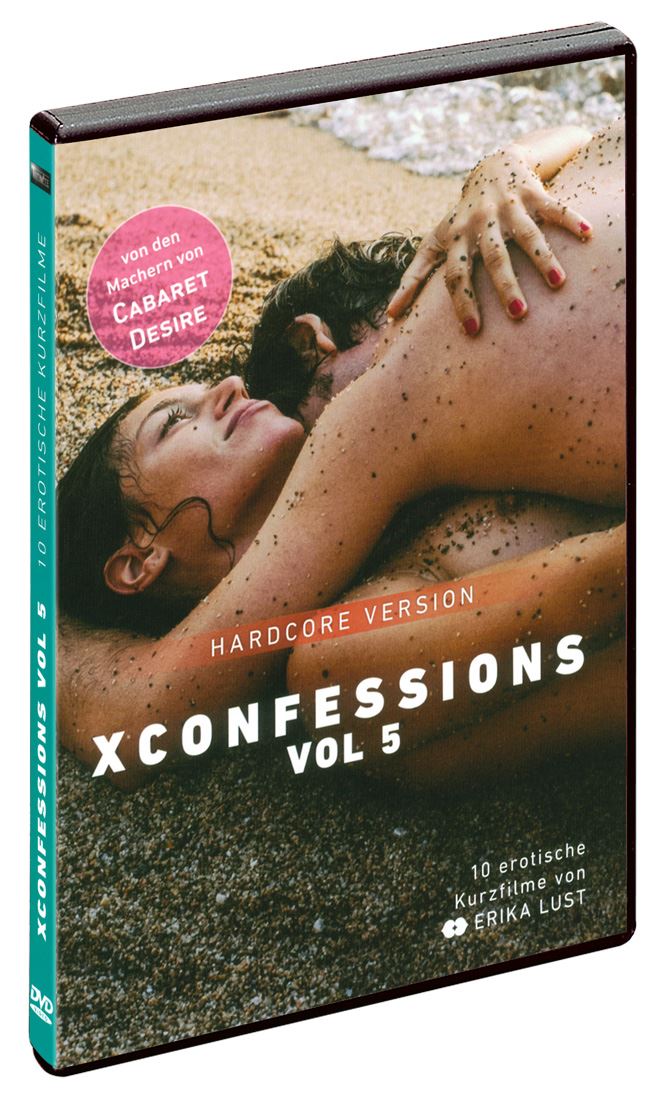 von den
Machern von
CABARET
DESIRE
HARDCORE VERSION
XCONFESSIONS
VOL 5
10 erotische
Kurzfilme von
ERIKA LUST
XCONFESSIONS VOL 5 10 EROTISCHE KURZFILME
DVD
VIDEO